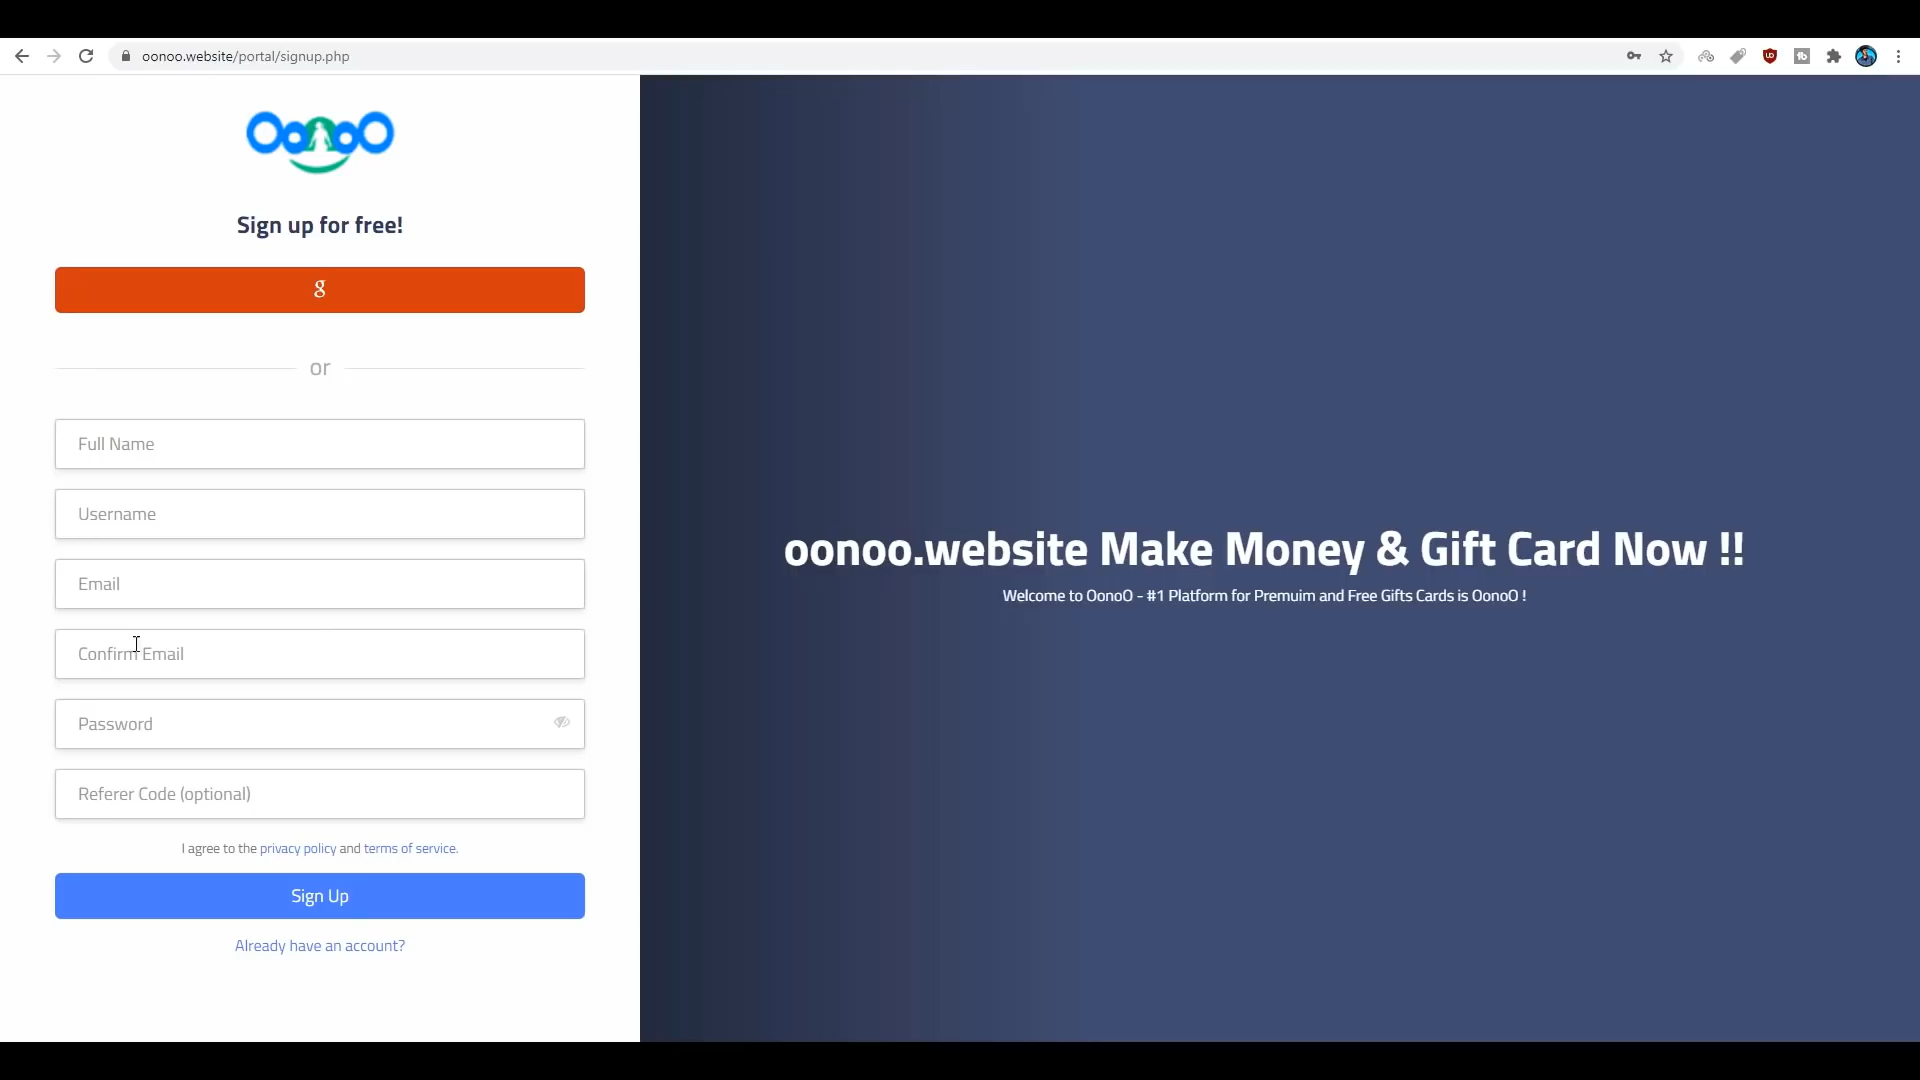 oonoo.website/portal/signup.php
OonoO
Sign up for free!
g
or
Full Name
Username
Email
Confirm Email
Password
Referer Code (optional)
I agree to the privacy policy and terms of service.
Sign Up
Already have an account?
oonoo.website Make Money & Gift Card Now !!
Welcome to OonoO - #1 Platform for Premuim and Free Gifts Cards is OonoO !